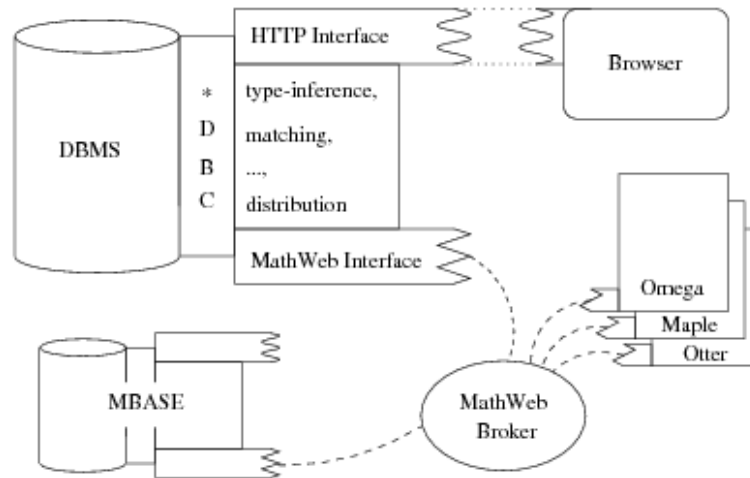 HTTP Interface
Browser
DBMS
*
D
B
C
type-inference,
matching,
...,
distribution
MathWeb Interface
Omega
Maple
Otter
MBASE
MathWeb
Broker